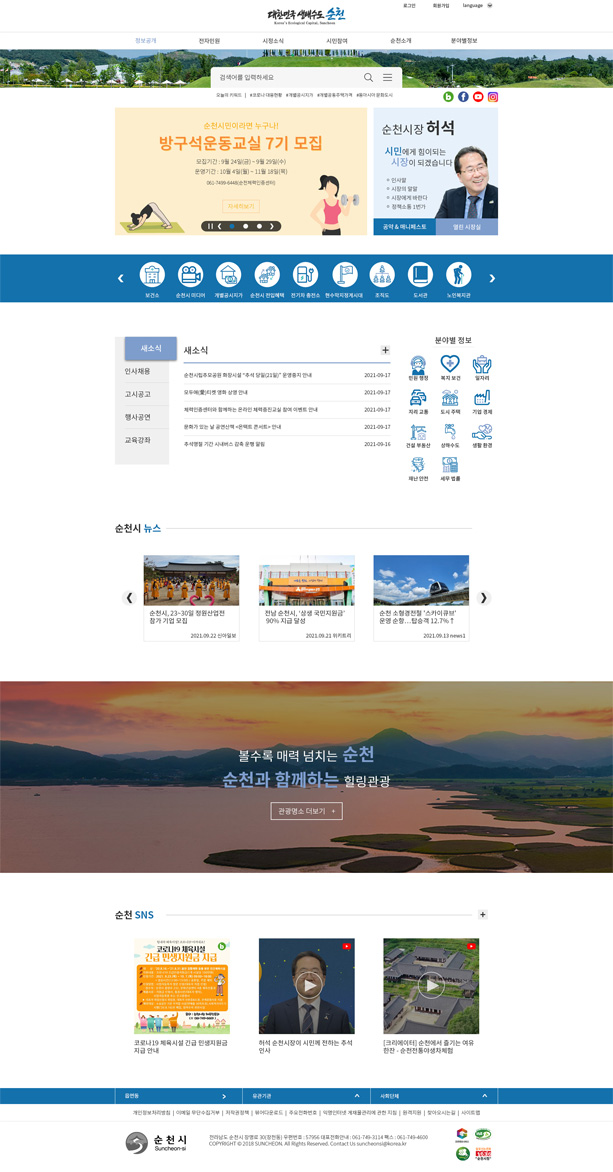 로그인 회원가입 language
대한민국 생태수도 순천
Korea's Ecological Capital, Suncheon
정보공개 전자민원 시정소식 시민참여 순천소개 분야별정보
검색어를 입력하세요
오늘의 키워드 | #코로나 대응현황 #개별공시지가 #개별공동주택가격 #동아시아 문화도시
순천시민이라면 누구나!
방구석운동교실 7기 모집
모집기간 : 9월 24일(금) ~ 9월 29일(수)
운영기간 : 10월 4일(월) ~ 11월 18일(목)
061-749-6448(순천체력인증센터)
자세히보기
순천시장 허석
시민에게 힘이되는
시장이 되겠습니다
인사말
시장의 알말
시장에게 바란다
정책소통 1번가
공약 & 매니페스토 열린 시장실
보건소 순천시 미디어 개별공시지가 순천시 전입혜택 전기차 충전소 현수막지정게시대 조직도 도서관 노인복지관
새소식
인사채용
고시공고
행사공연
교육강좌
새소식 +
순천시립추모공원 화장시설 "추석 당일(21일)" 운영중지 안내 2021-09-17
모두애(愛)티켓 영화 상영 안내 2021-09-17
체력인증센터와 함께하는 온라인 체력증진교실 참여 이벤트 안내 2021-09-17
문화가 있는 날 공연산책 <온택트 콘서트> 안내 2021-09-17
추석명절 기간 시내버스 감축 운행 알림 2021-09-16
분야별 정보
민원 행정 복지 보건 일자리
지리 교통 도시 주택 기업 경제
건설 부동산 상하수도 생활 환경
재난 안전 세무 법률
순천시 뉴스
순천시, 23~30일 정원산업전
참가 기업 모집
2021.09.22 신아일보
전남 순천시, '상생 국민지원금'
90% 지급 달성
2021.09.21 위키트리
순천 소형경전철 '스카이큐브'
운영 순항…탑승객 12.7%↑
2021.09.13 news1
볼수록 매력 넘치는 순천
순천과 함께하는 힐링관광
관광명소 더보기 +
순천 SNS +
코로나19 체육시설
긴급 민생지원금 지급
코로나19 체육시설 긴급 민생지원금
지급 안내
허석 순천시장이 시민께 전하는 추석
인사
[크리에이터] 순천에서 즐기는 여유
한잔 - 순천전통야생차체험
읍면동 유관기관 사회단체
개인정보처리방침 | 이메일 무단수집거부 | 저작권정책 | 뷰어다운로드 | 주요전화번호 | 익명인터넷 게재물관리에 관한 지침 | 원격지원 | 찾아오시는길 | 사이트맵
순천시
Suncheon-si
전라남도 순천시 장명로 30(장천동) 우편번호 : 57956 대표전화안내 : 061-749-3114 팩스 : 061-749-4600
COPYRIGHT © 2018 SUNCHEON. All Rights Reserved. Contact Us suncheonsi@korea.kr